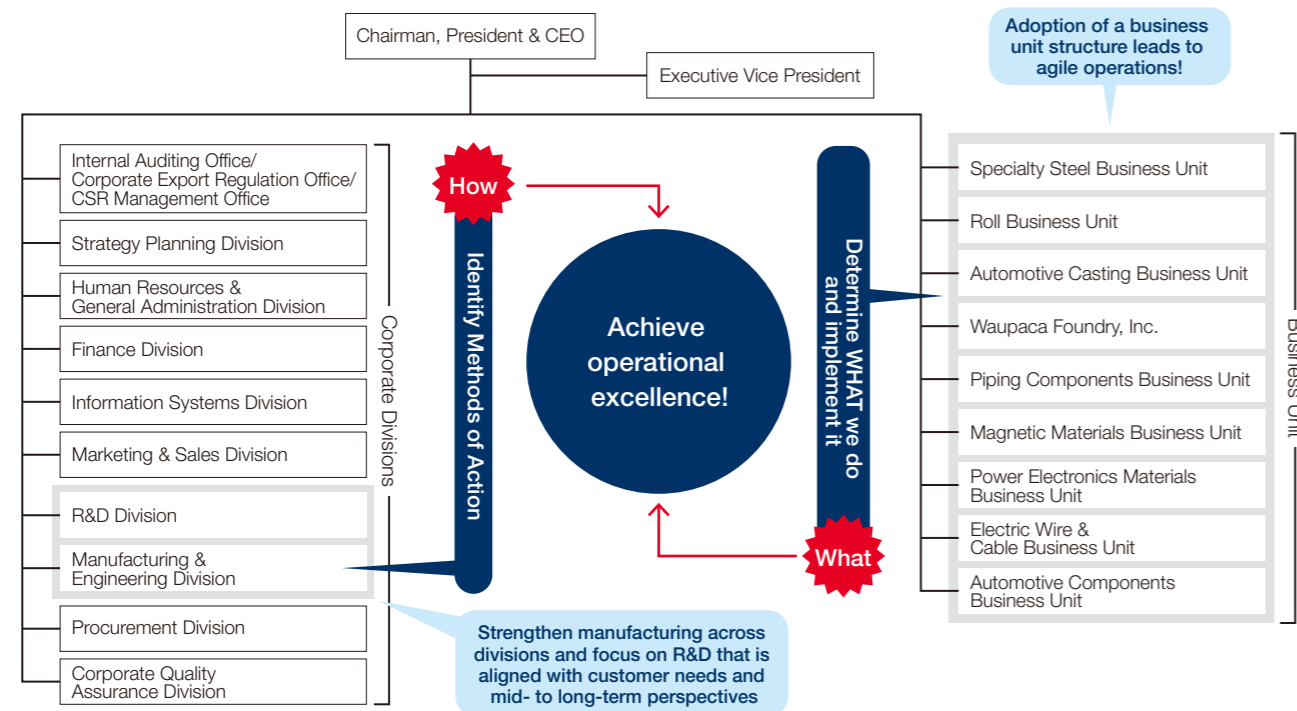 Chairman, President & CEO
Executive Vice President
Adoption of a business
unit structure leads to
agile operations!
Internal Auditing Office/
Corporate Export Regulation Office/
CSR Management Office
Strategy Planning Division
Human Resources &
General Administration Division
Finance Division
Information Systems Division
Marketing & Sales Division
R&D Division
Manufacturing &
Engineering Division
Procurement Division
Corporate Quality
Assurance Division
Corporate Divisions
How
Identify Methods of Action
Achieve
operational
excellence!
Determine WHAT we do
and implement it
What
Strengthen manufacturing across
divisions and focus on R&D that is
aligned with customer needs and
mid- to long-term perspectives
Specialty Steel Business Unit
Roll Business Unit
Automotive Casting Business Unit
Waupaca Foundry, Inc.
Piping Components Business Unit
Magnetic Materials Business Unit
Power Electronics Materials
Business Unit
Electric Wire &
Cable Business Unit
Automotive Components
Business Unit
Business Unit